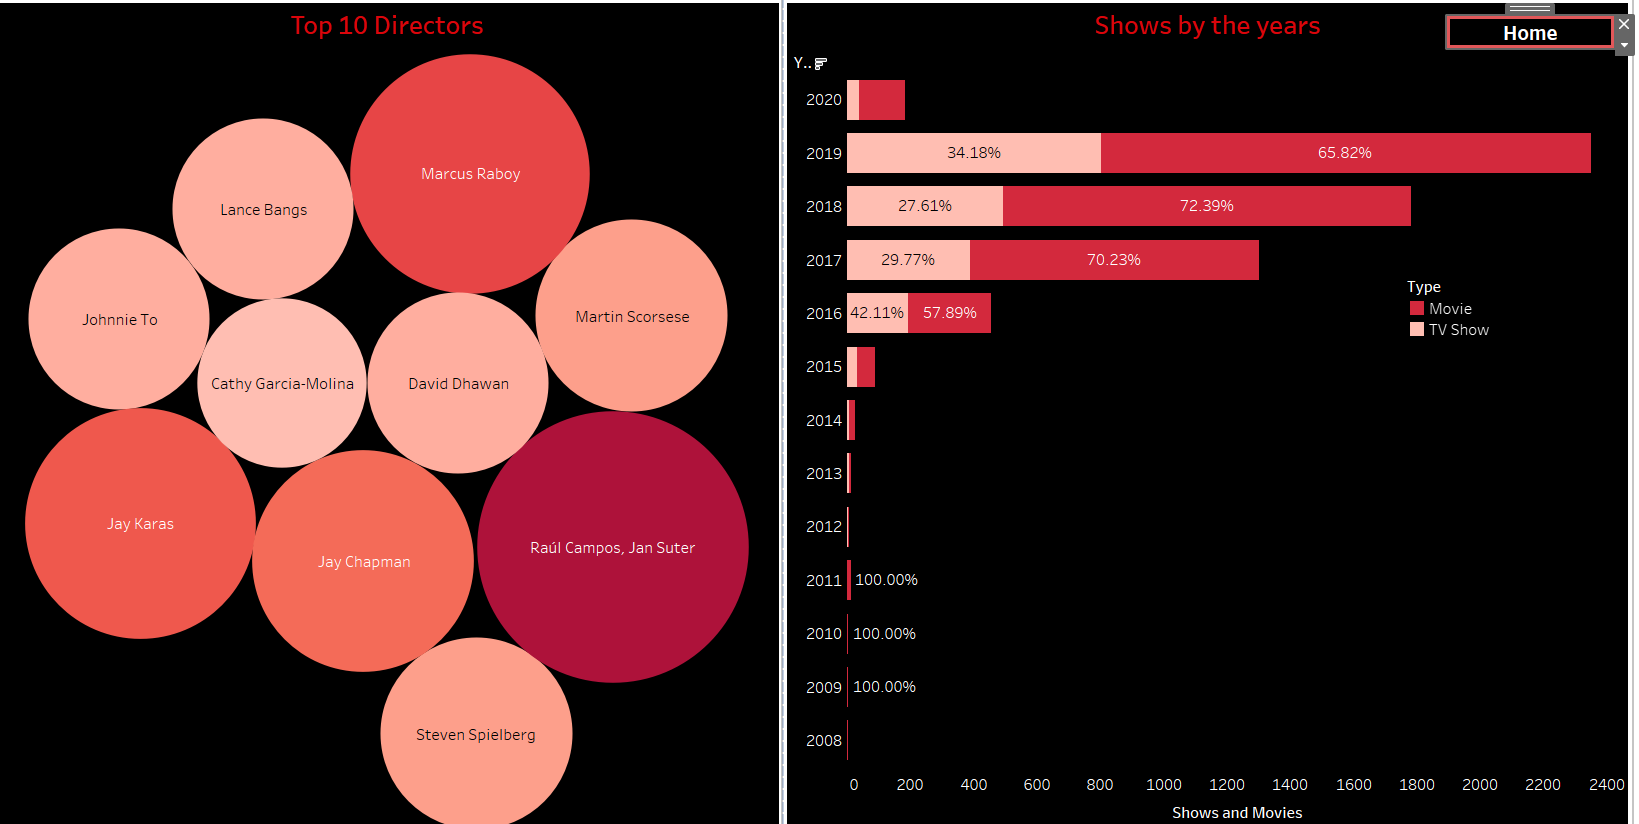 Top 10 Directors
Marcus Raboy
Lance Bangs
Martin Scorsese
Johnnie To
Cathy Garcia-Molina
David Dhawan
Jay Karas
Raúl Campos, Jan Suter
Jay Chapman
Steven Spielberg
Shows by the years
Home
Y..
2020
2019 34.18% 65.82%
2018 27.61% 72.39%
2017 29.77% 70.23%
Type
Movie
TV Show
2016 42.11% 57.89%
2015
2014
2013
2012
2011 100.00%
2010 100.00%
2009 100.00%
2008
0 200 400 600 800 1000 1200 1400 1600 1800 2000 2200 2400
Shows and Movies